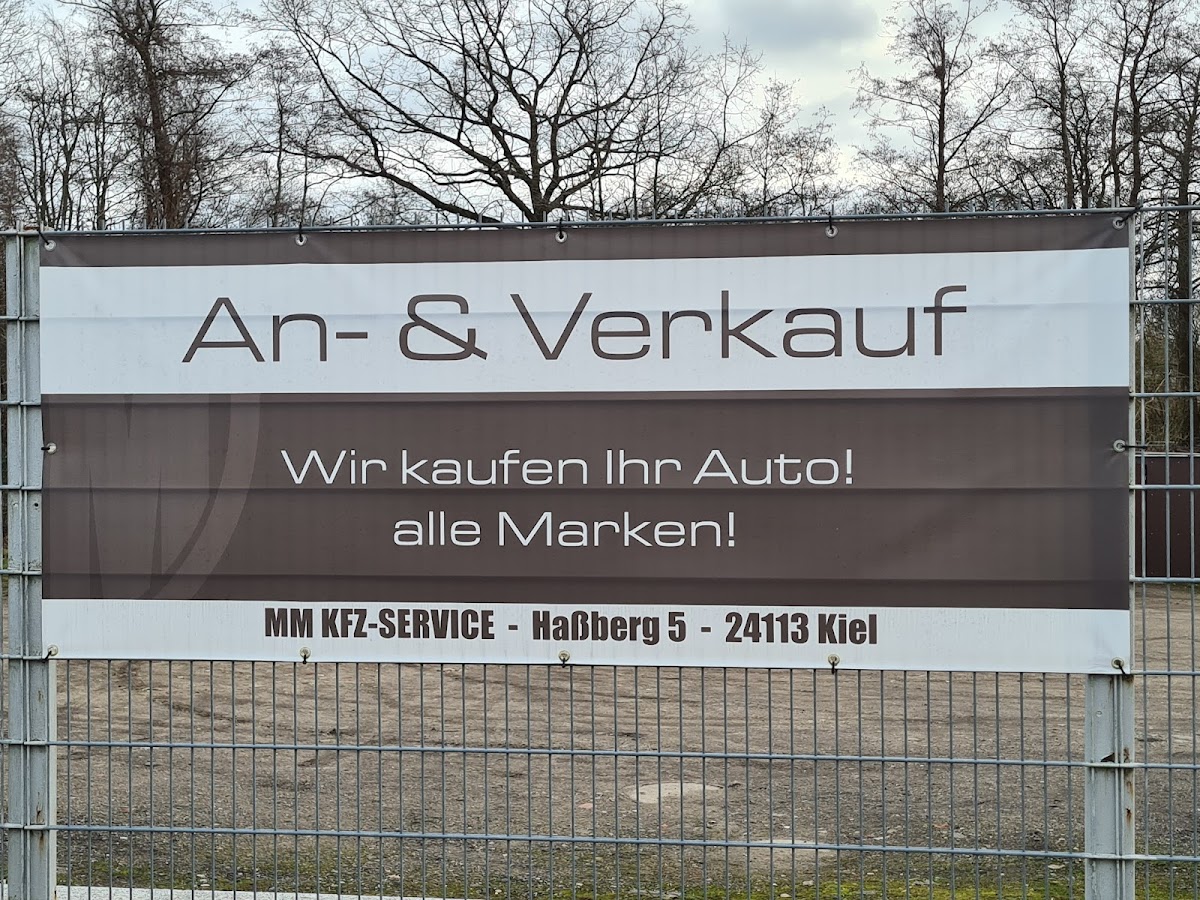 An- & Verkauf
Wir kaufen Ihr Auto!
alle Marken!
MM KFZ-SERVICE - Haßberg 5 - 24113 Kiel